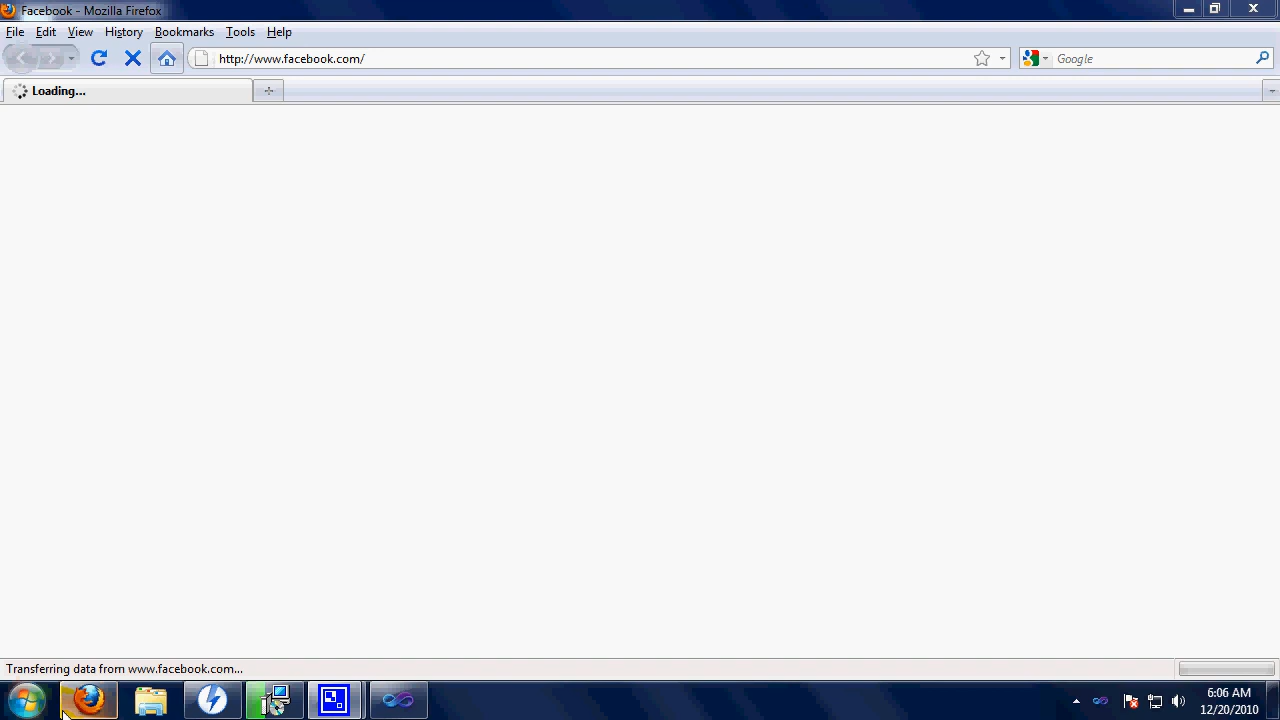 Facebook - Mozilla Firefox
File Edit View History Bookmarks Tools Help
http://www.facebook.com/
Google
Loading...
Transferring data from www.facebook.com...
6:06 AM
12/20/2010